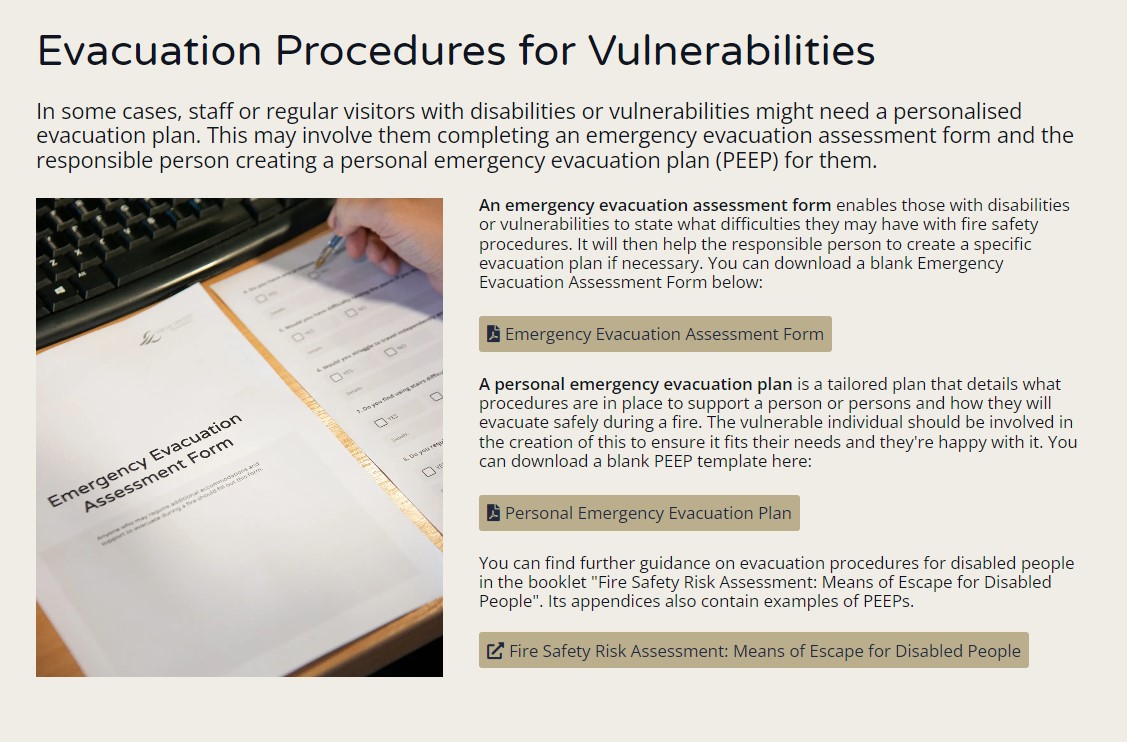 Evacuation Procedures for Vulnerabilities
In some cases, staff or regular visitors with disabilities or vulnerabilities might need a personalised
evacuation plan. This may involve them completing an emergency evacuation assessment form and the
responsible person creating a personal emergency evacuation plan (PEEP) for them.
Emergency Evacuation
Assessment Form
Anyone who may require additional accommodations and
support to evacuate during a fire should fill out this form.
YES
YES
YES
An emergency evacuation assessment form enables those with disabilities
or vulnerabilities to state what difficulties they may have with fire safety
procedures. It will then help the responsible person to create a specific
evacuation plan if necessary. You can download a blank Emergency
Evacuation Assessment Form below:
Emergency Evacuation Assessment Form
A personal emergency evacuation plan is a tailored plan that details what
procedures are in place to support a person or persons and how they will
evacuate safely during a fire. The vulnerable individual should be involved in
the creation of this to ensure it fits their needs and they're happy with it. You
can download a blank PEEP template here:
Personal Emergency Evacuation Plan
You can find further guidance on evacuation procedures for disabled people
in the booklet "Fire Safety Risk Assessment: Means of Escape for Disabled
People". Its appendices also contain examples of PEEPs.
Fire Safety Risk Assessment: Means of Escape for Disabled People